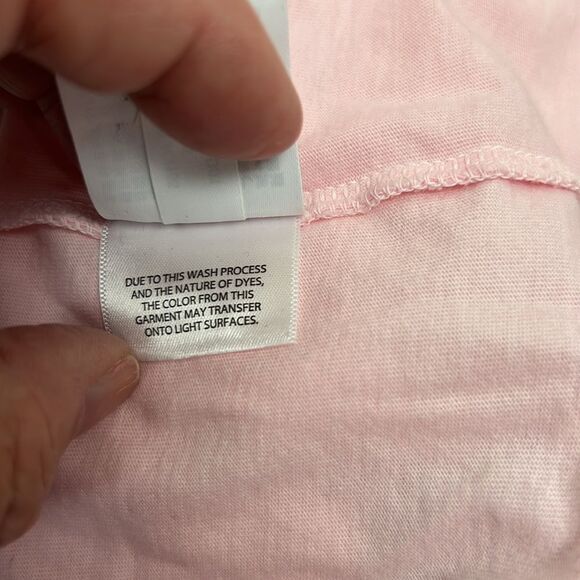 DUE TO THIS WASH PROCESS
AND THE NATURE OF DYES,
THE COLOR FROM THIS
GARMENT MAY TRANSFER
ONTO LIGHT SURFACES.